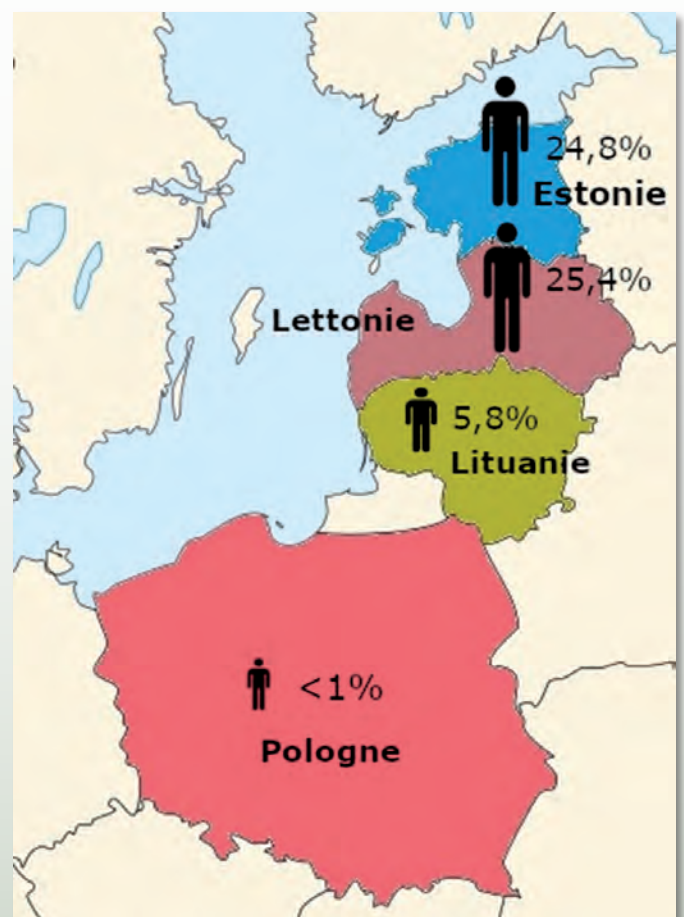 24,8%
Estonie
25,4%
Lettonie
5,8%
Lituanie
<1%
Pologne